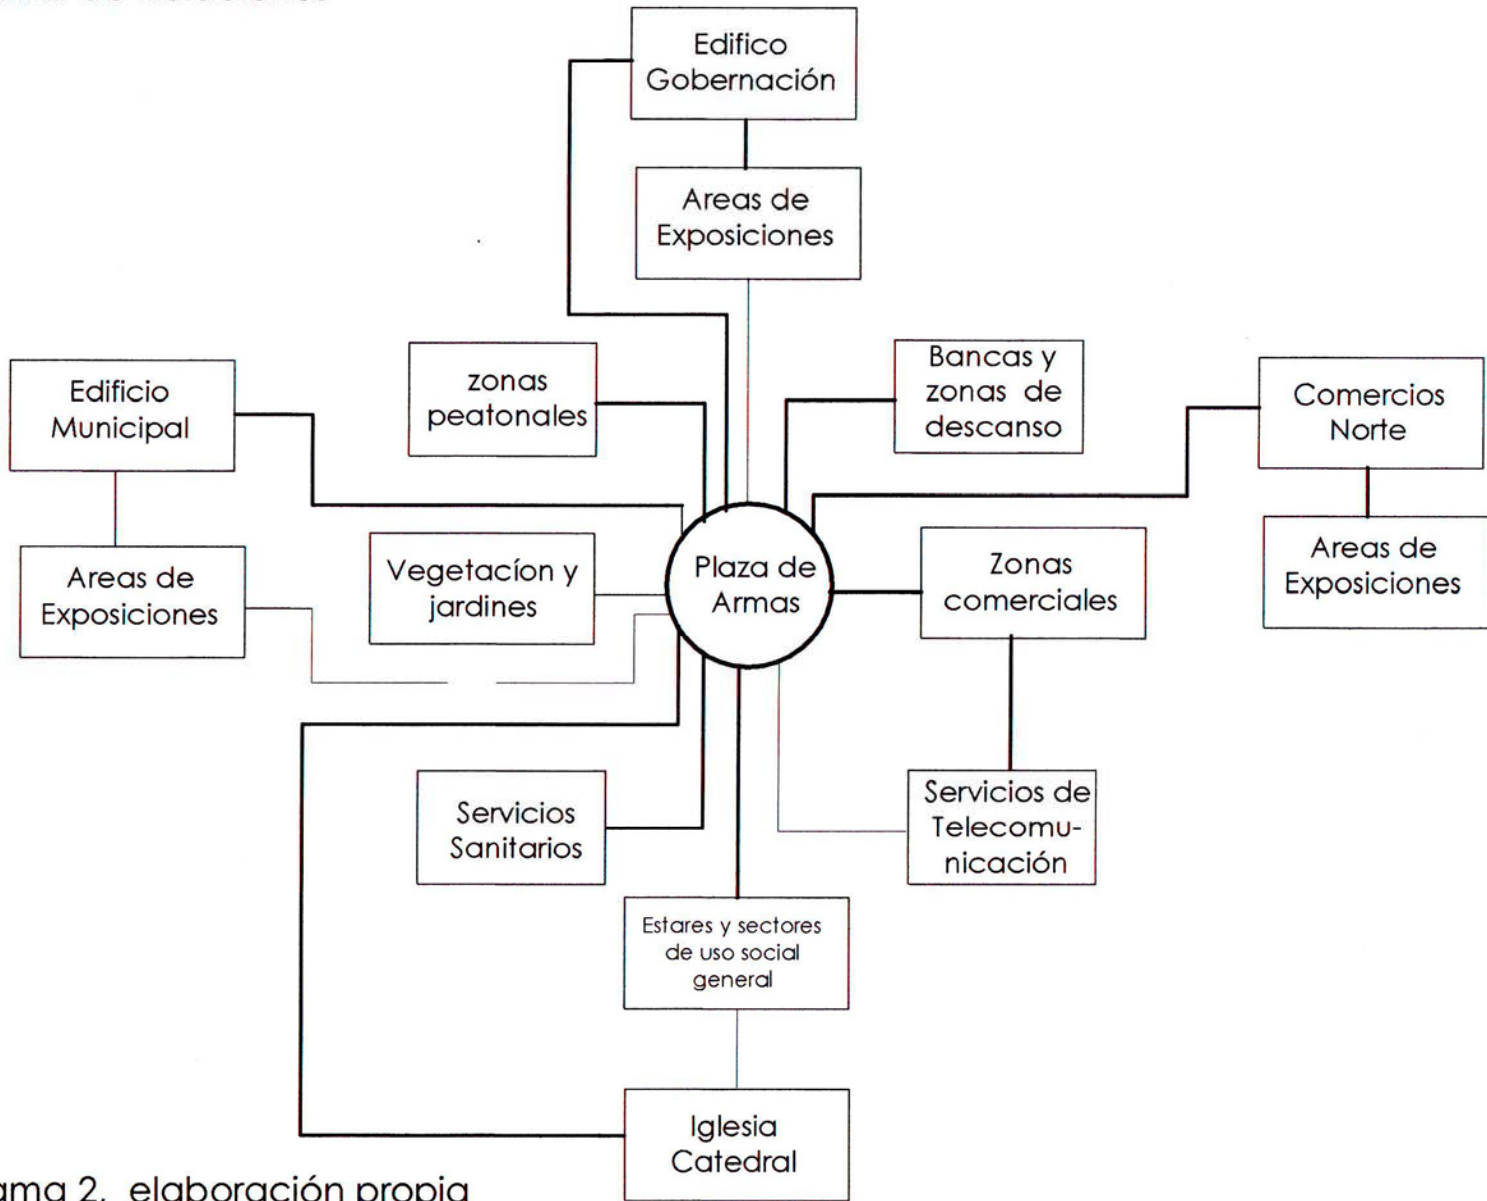 Edifico
Gobernación
Areas de
Exposiciones
zonas
peatonales
Bancas y
zonas de
descanso
Edificio
Municipal
Comercios
Norte
Areas de
Exposiciones
Vegetacíon y
jardines
Plaza de
Armas
Zonas
comerciales
Areas de
Exposiciones
Servicios
Sanitarios
Servicios de
Telecomu-
nicación
Estares y sectores
de uso social
general
Iglesia
Catedral
ama 2, elaboración propia